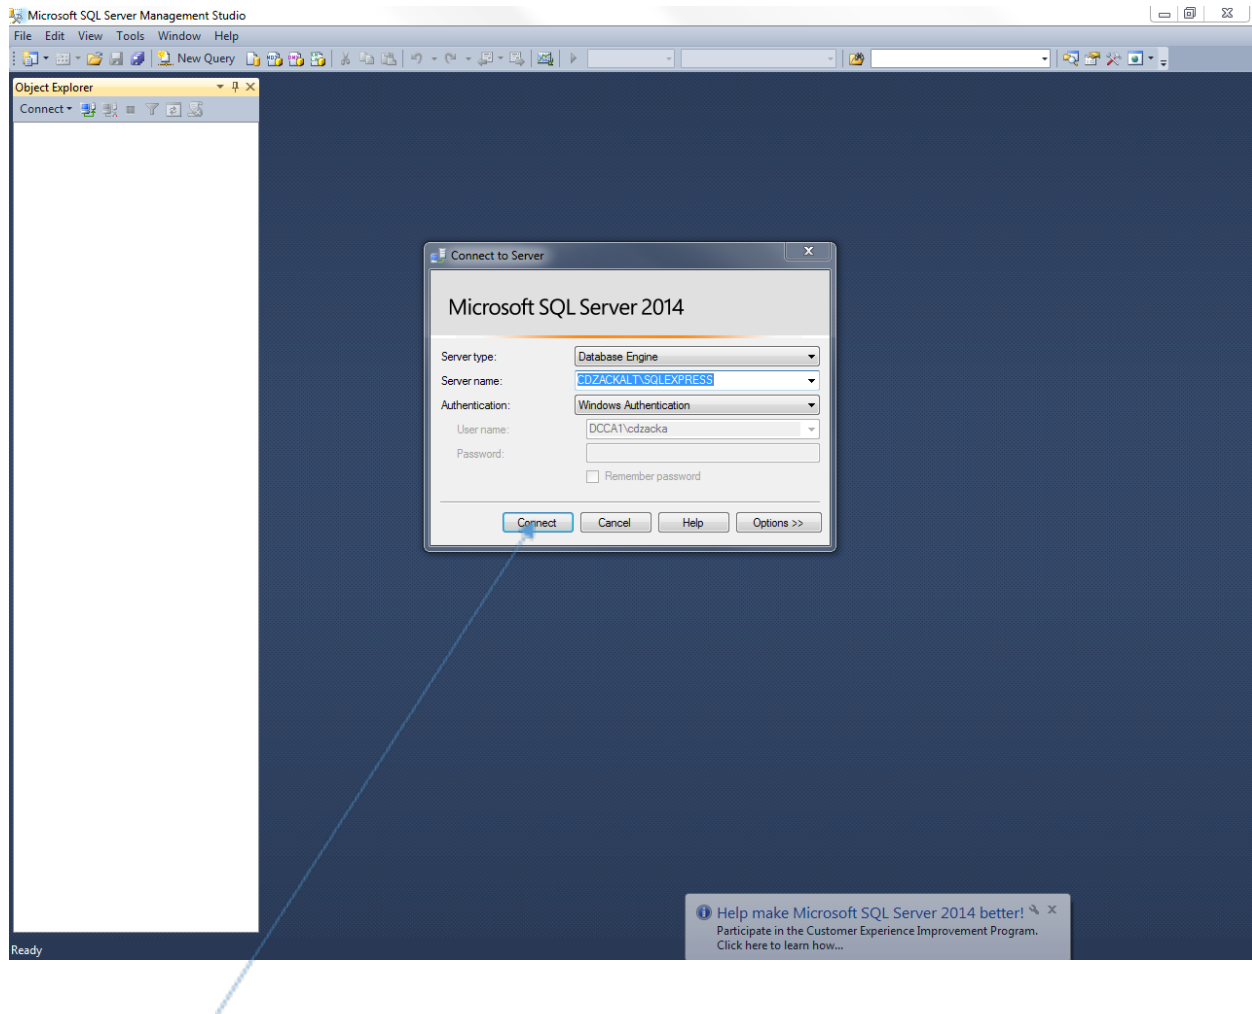 Microsoft SQL Server Management Studio
File Edit View Tools Window Help
New Query
Object Explorer
Connect
Connect to Server
Microsoft SQL Server 2014
Server type: Database Engine
Server name: CDZACKALT\SQLEXPRESS
Authentication: Windows Authentication
User name: DCCA1\cdzacka
Password:
Remember password
Connect Cancel Help Options >>
Help make Microsoft SQL Server 2014 better!
Participate in the Customer Experience Improvement Program.
Click here to learn how...
Ready